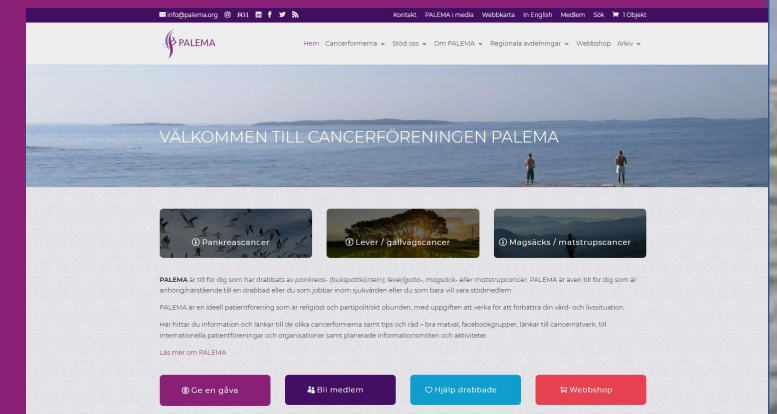 info@palema.org
Kontakt PALEMA i media Webbkarta In English Medlem Sök 1 Objekt
PALEMA
Hem Cancerformerna Stöd oss Om PALEMA Regionala avdelningar Webbshop Arkiv
VÄLKOMMEN TILL CANCERFÖRENINGEN PALEMA
Pankreascancer
Lever / gallvägscancer
Magsäcks / matstrupscancer
PALEMA är till för dig som har drabbats av pankreas- (bukspottkörteln), lever/galla-, magsäck- eller matstrupcancer. PALEMA är även till för dig som är
anhörig/närstående till en drabbad eller du som jobbar inom sjukvården eller du som bara vill vara stödmedlem.
PALEMA är en ideell patientförening som är religiöst och partipolitiskt obunden, med uppgiften att verka för att förbättra din vård- och livssituation.
Här hittar du information och länkar till de olika cancerformerna samt tips och råd – bra matval, facebookgrupper, länkar till cancernätverk, till
internationella patientföreningar och organisationer samt planerade informationsmöten och aktiviteter.
Läs mer om PALEMA
Ge en gåva
Bli medlem
Hjälp drabbade
Webbshop